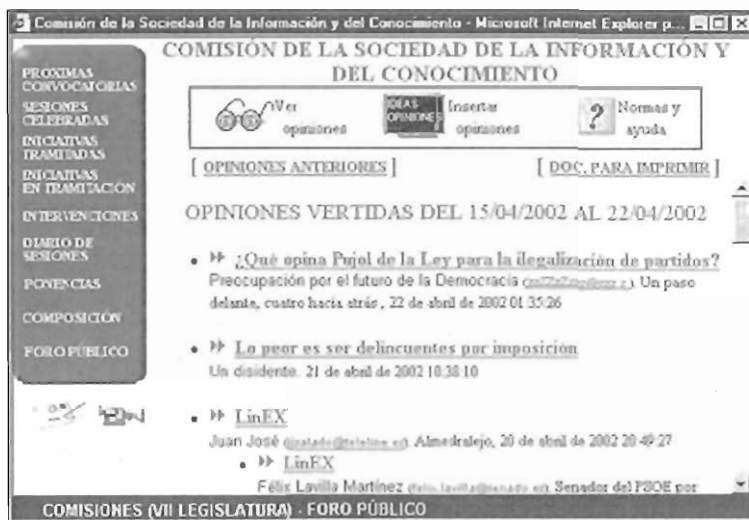 Comisión de la Sociedad de la Información y del Conocimiento - Microsoft Internet Explorer p...
PROXIMAS
CONVOCATORIAS
SESIONES
CELEBRADAS
INICIATIVAS
TRAMITADAS
INICIATIVAS
EN TRAMITACIÓN
INTERVENCIONES
DIARIO DE
SESIONES
PONENCIAS
COMPOSICIÓN
FORO PÚBLICO
COMISIÓN DE LA SOCIEDAD DE LA INFORMACIÓN Y
DEL CONOCIMIENTO
Ver
opiniones
IDEAS
OPINIONES
Insertar
opiniones
?
Normas y
ayuda
[ OPINIONES ANTERIORES ] [ DOC. PARA IMPRIMIR ]
OPINIONES VERTIDAS DEL 15/04/2002 AL 22/04/2002
• ¿Qué opina Pujol de la Ley para la ilegalización de partidos?
Preocupación por el futuro de la Democracia Un paso
delante, cuatro hacia atrás, 22 de abril de 2002 01:35:26
• Lo peor es ser delincuentes por imposición
Un disidente. 21 de abril de 2002 10:38:10
• LinEX
Juan José Almedralejo, 20 de abril de 2002 20:49:27
• LinEX
Félix Lavilla Martínez Senador del PSOE por
COMISIONES (VII LEGISLATURA) - FORO PÚBLICO